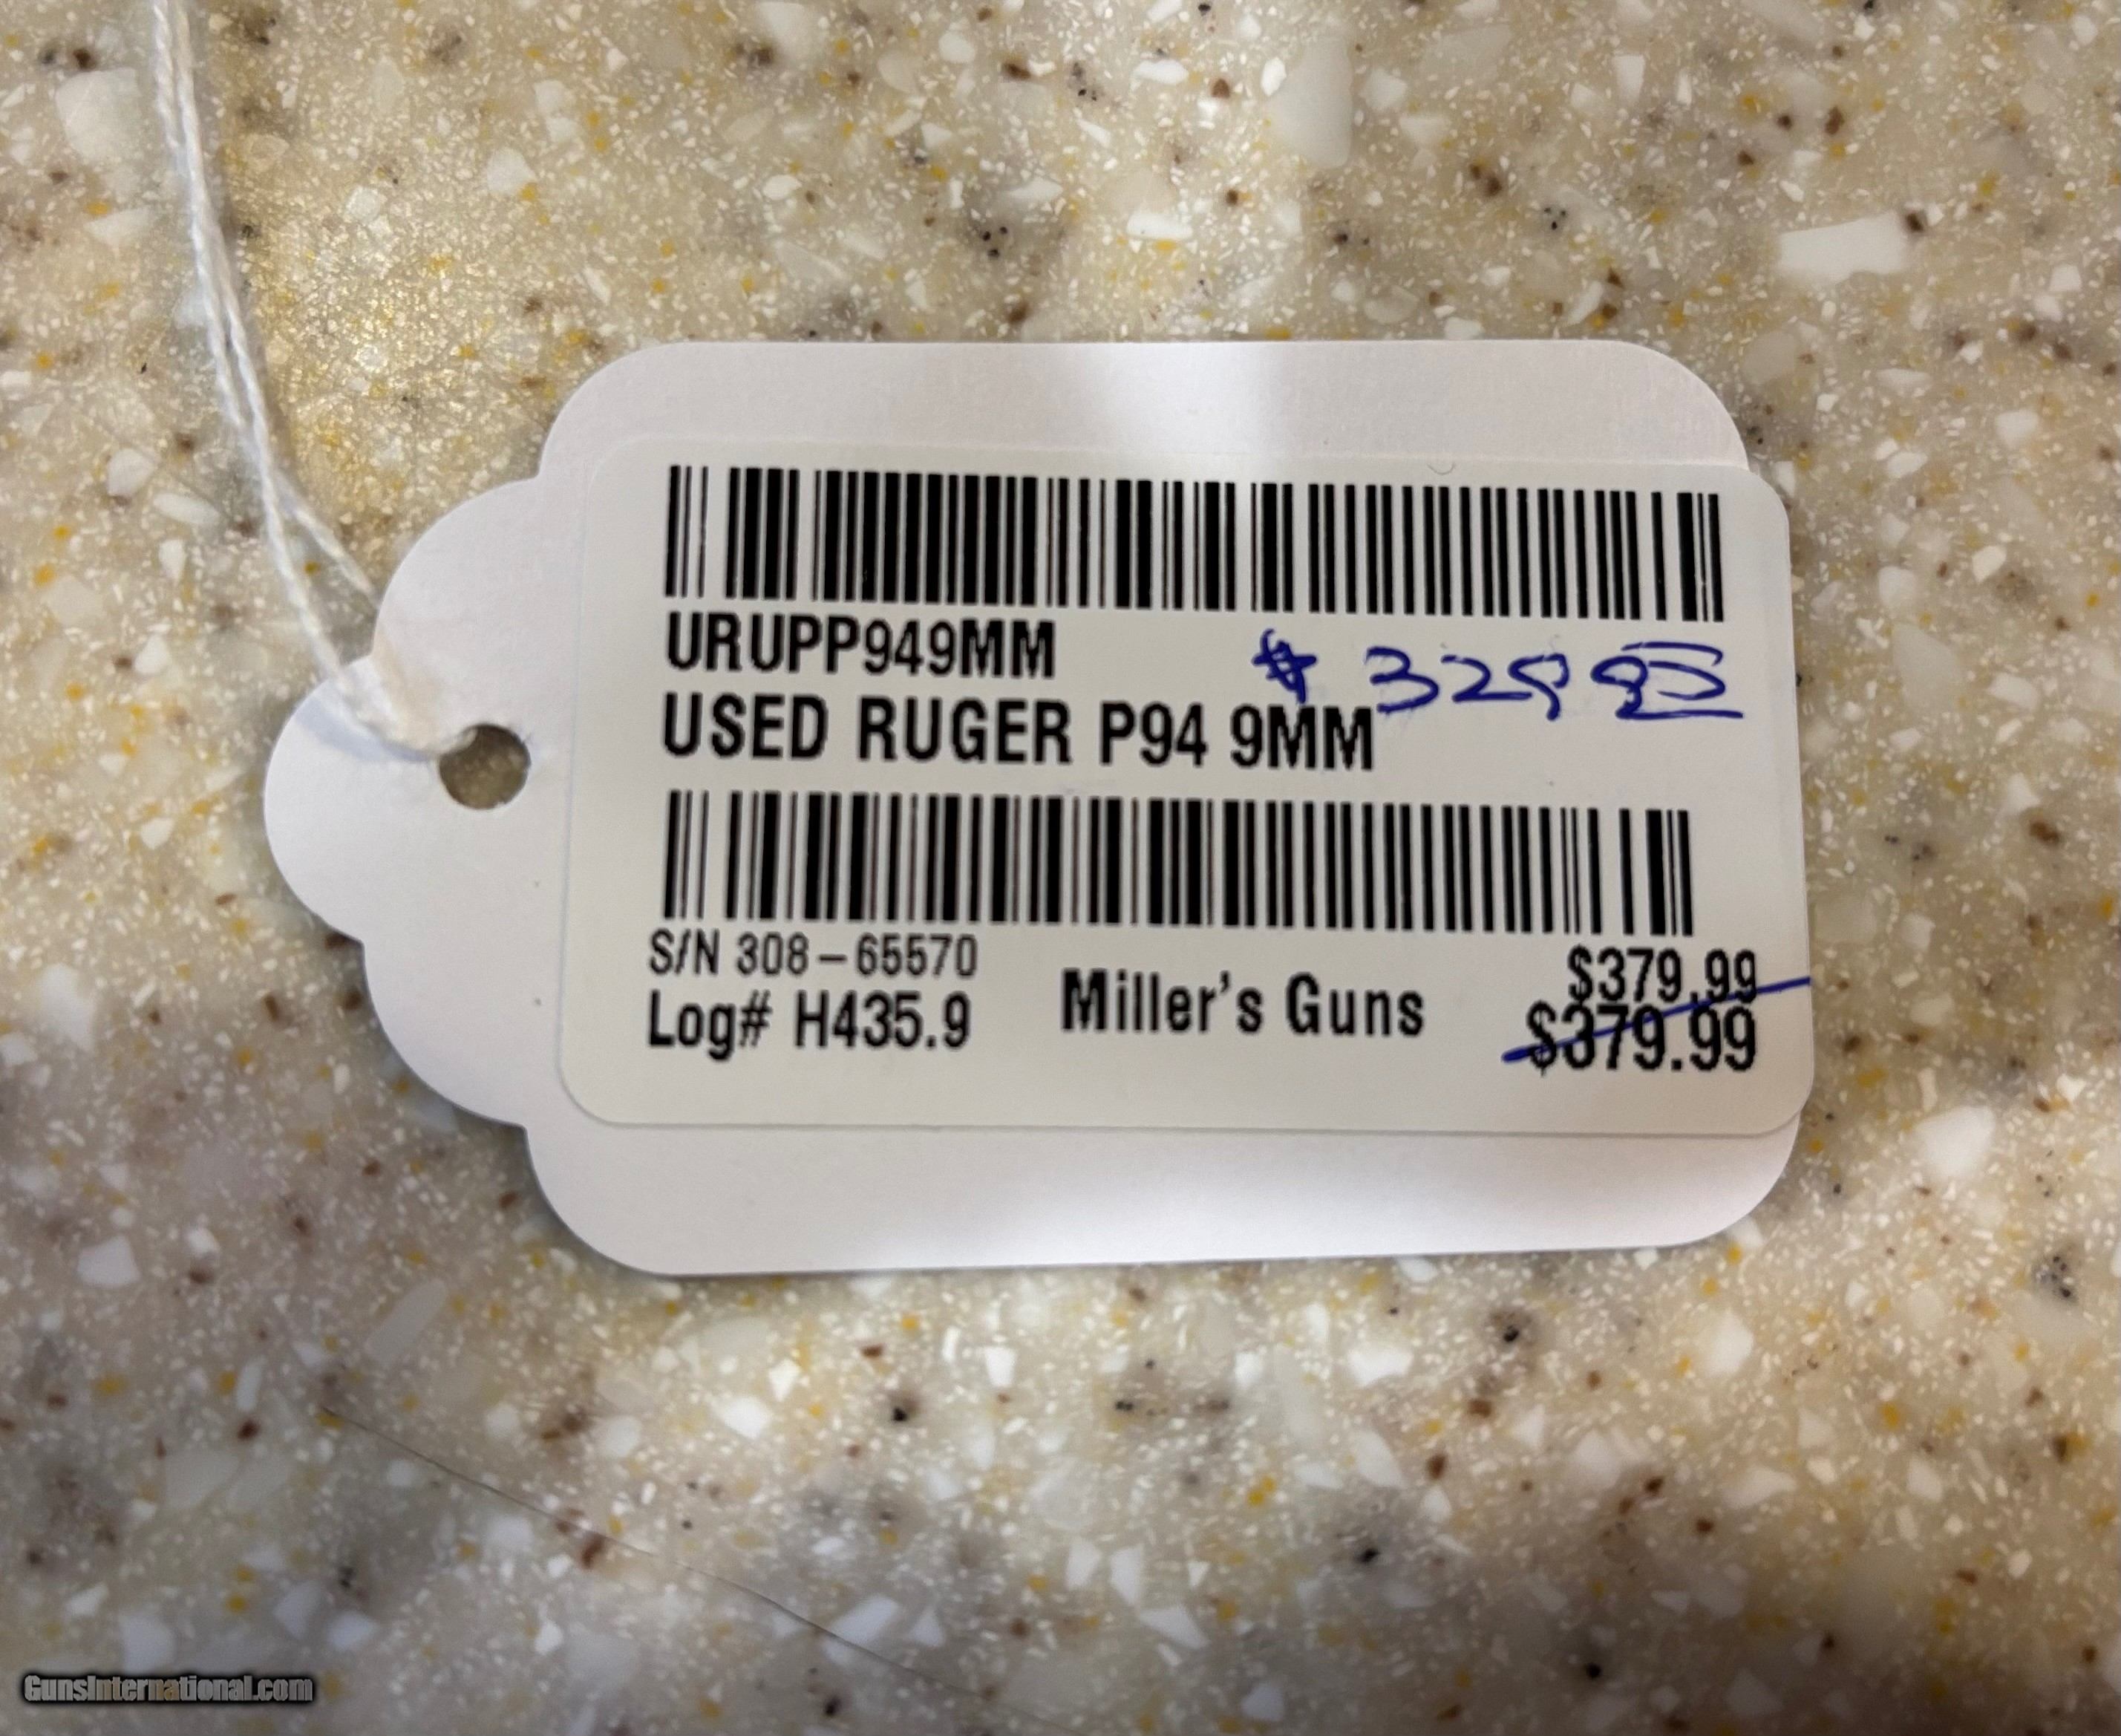 URUPP949MM
$329 95
USED RUGER P94 9MM
S/N 308-65570
Log# H435.9
Miller's Guns
$379.99
$379.99
GunsInternational.com